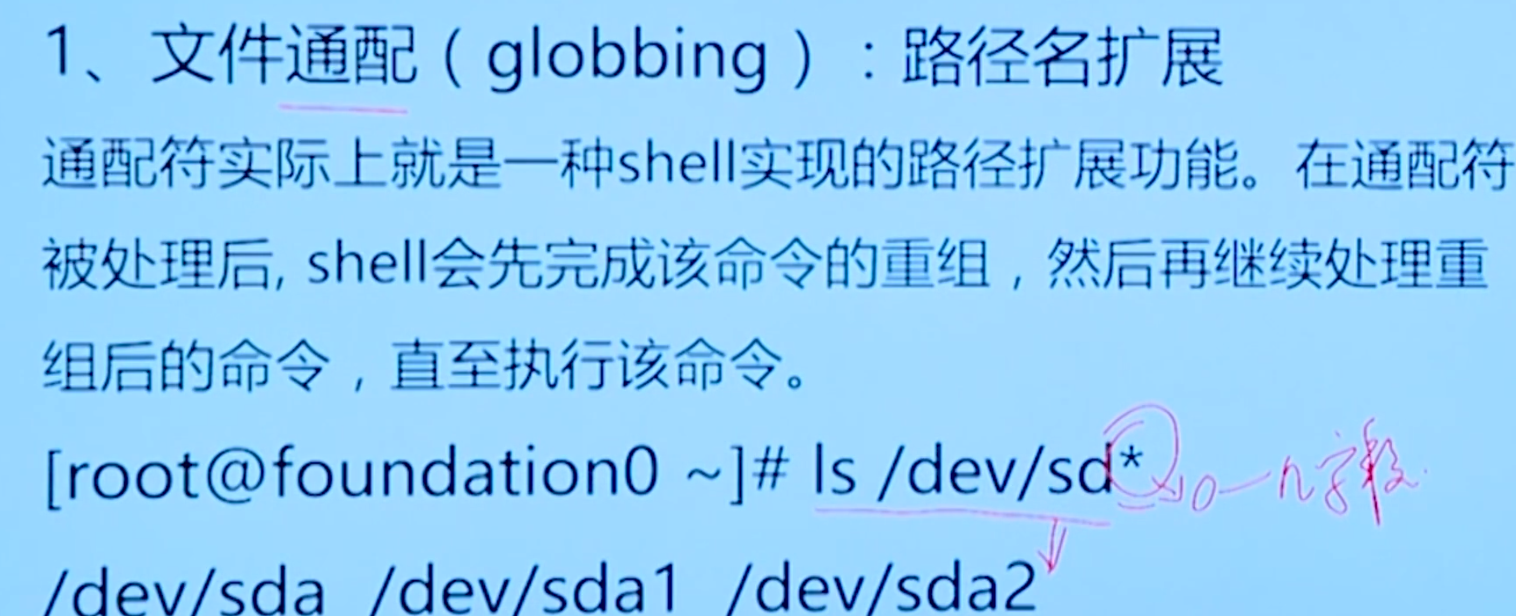 1、文件通配（globbing）：路径名扩展
通配符实际上就是一种shell实现的路径扩展功能。在通配符
被处理后, shell会先完成该命令的重组，然后再继续处理重
组后的命令，直至执行该命令。
[root@foundation0 ~]# ls /dev/sd*
0—n字
/dev/sda /dev/sda1 /dev/sda2